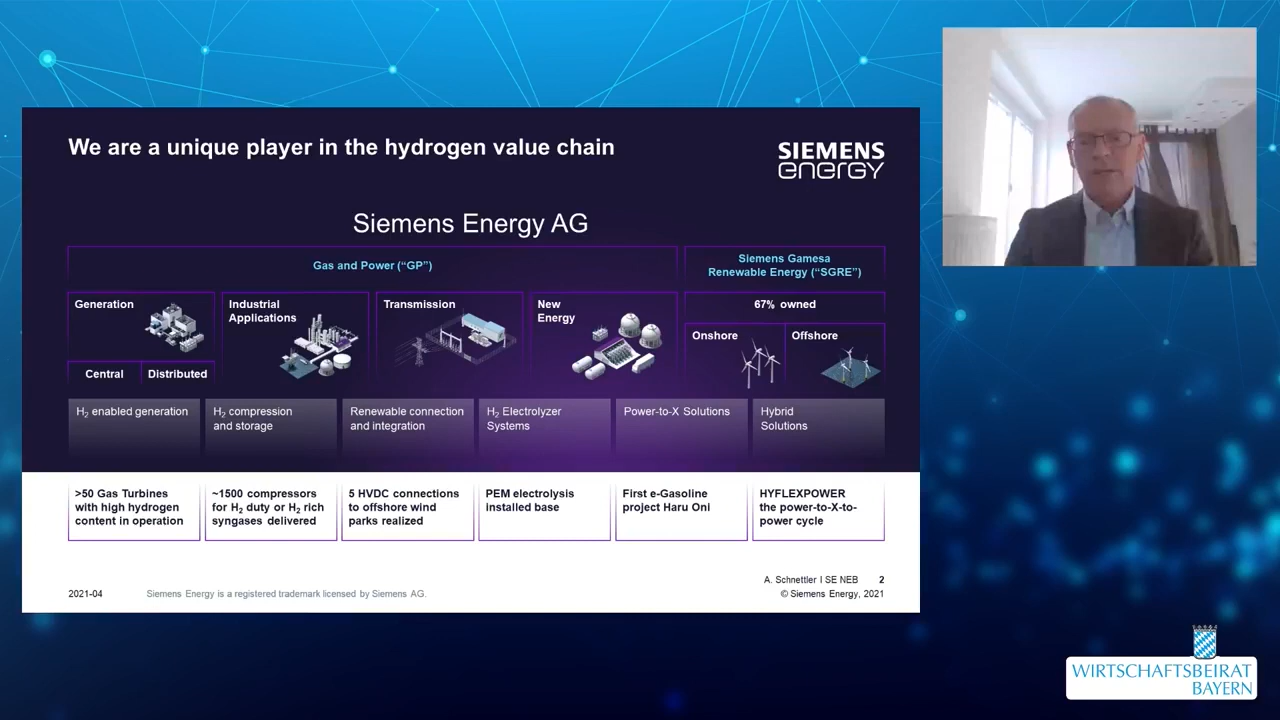 We are a unique player in the hydrogen value chain
SIEMENS
energy
Siemens Energy AG
Gas and Power (“GP”)
Siemens Gamesa
Renewable Energy (“SGRE”)
67% owned
Generation
Central
Distributed
Industrial
Applications
Transmission
New
Energy
Onshore
Offshore
H₂ enabled generation
H₂ compression
and storage
Renewable connection
and integration
H₂ Electrolyzer
Systems
Power-to-X Solutions
Hybrid
Solutions
>50 Gas Turbines
with high hydrogen
content in operation
~1500 compressors
for H₂ duty or H₂ rich
syngases delivered
5 HVDC connections
to offshore wind
parks realized
PEM electrolysis
installed base
First e-Gasoline
project Haru Oni
HYFLEXPOWER
the power-to-X-to-
power cycle
A. Schnettler I SE NEB 2
2021-04
Siemens Energy is a registered trademark licensed by Siemens AG.
© Siemens Energy, 2021
WIRTSCHAFTSBEIRAT
BAYERN